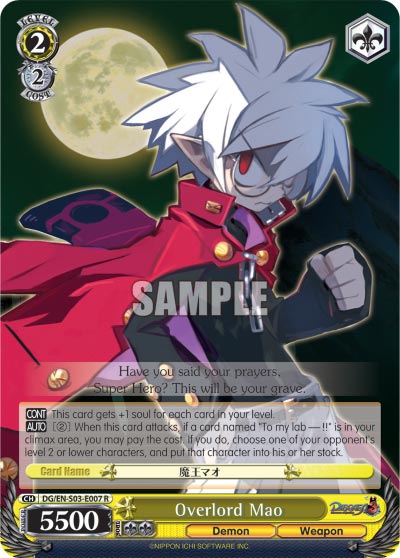 LEVEL
2
2
COST
SAMPLE
Have you said your prayers,
Super Hero? This will be your grave.
CONT This card gets +1 soul for each card in your level.
AUTO [②] When this card attacks, if a card named "To my lab — !!" is in your
climax area, you may pay the cost. If you do, choose one of your opponent's
level 2 or lower characters, and put that character into his or her stock.
Card Name 魔王マオ
CH DG/EN-S03-E007 R
5500
Overlord Mao
Demon Weapon
©NIPPON ICHI SOFTWARE INC.